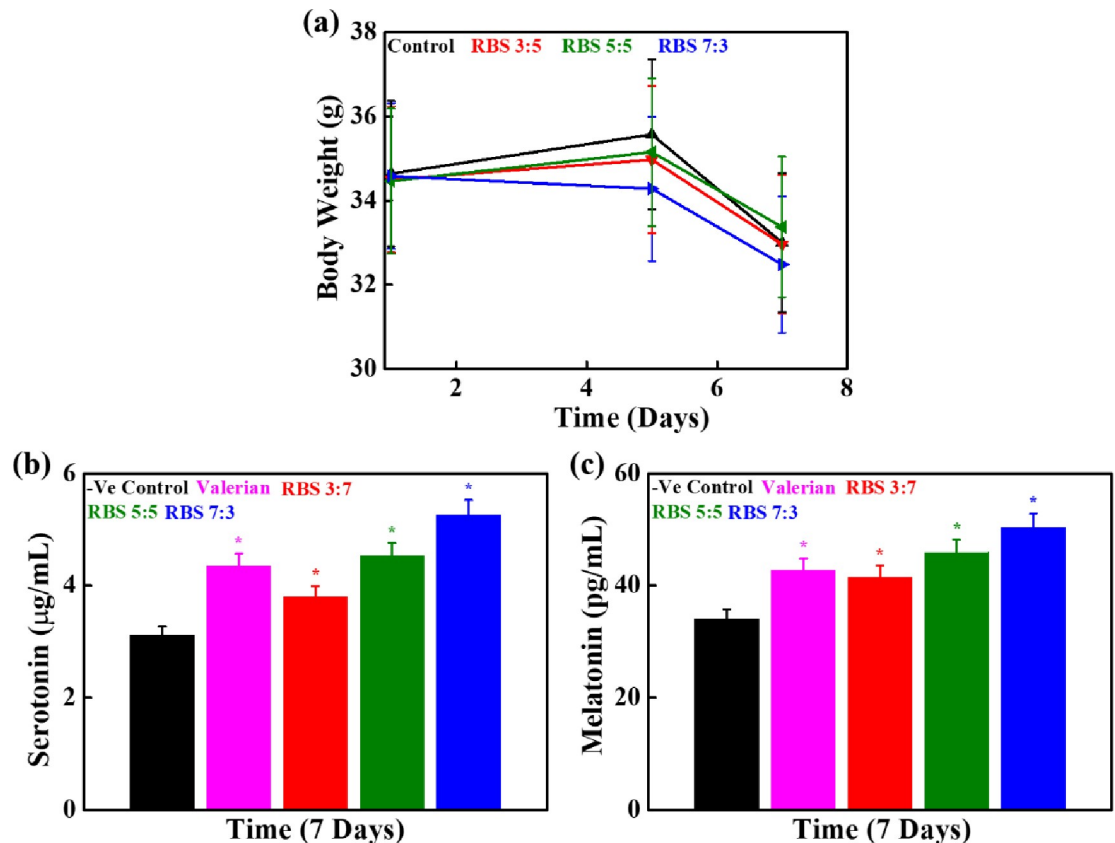 (a)
38
Control RBS 3:5 RBS 5:5 RBS 7:3
36
34
32
30
Body Weight (g)
2 4 6 8
Time (Days)
(b)
6
-Ve Control Valerian RBS 3:7
RBS 5:5 RBS 7:3
*
*
*
*
4
2
0
Serotonin (μg/mL)
Time (7 Days)
(c)
60
-Ve Control Valerian RBS 3:7
RBS 5:5 RBS 7:3
*
*
*
*
40
20
0
Melatonin (pg/mL)
Time (7 Days)